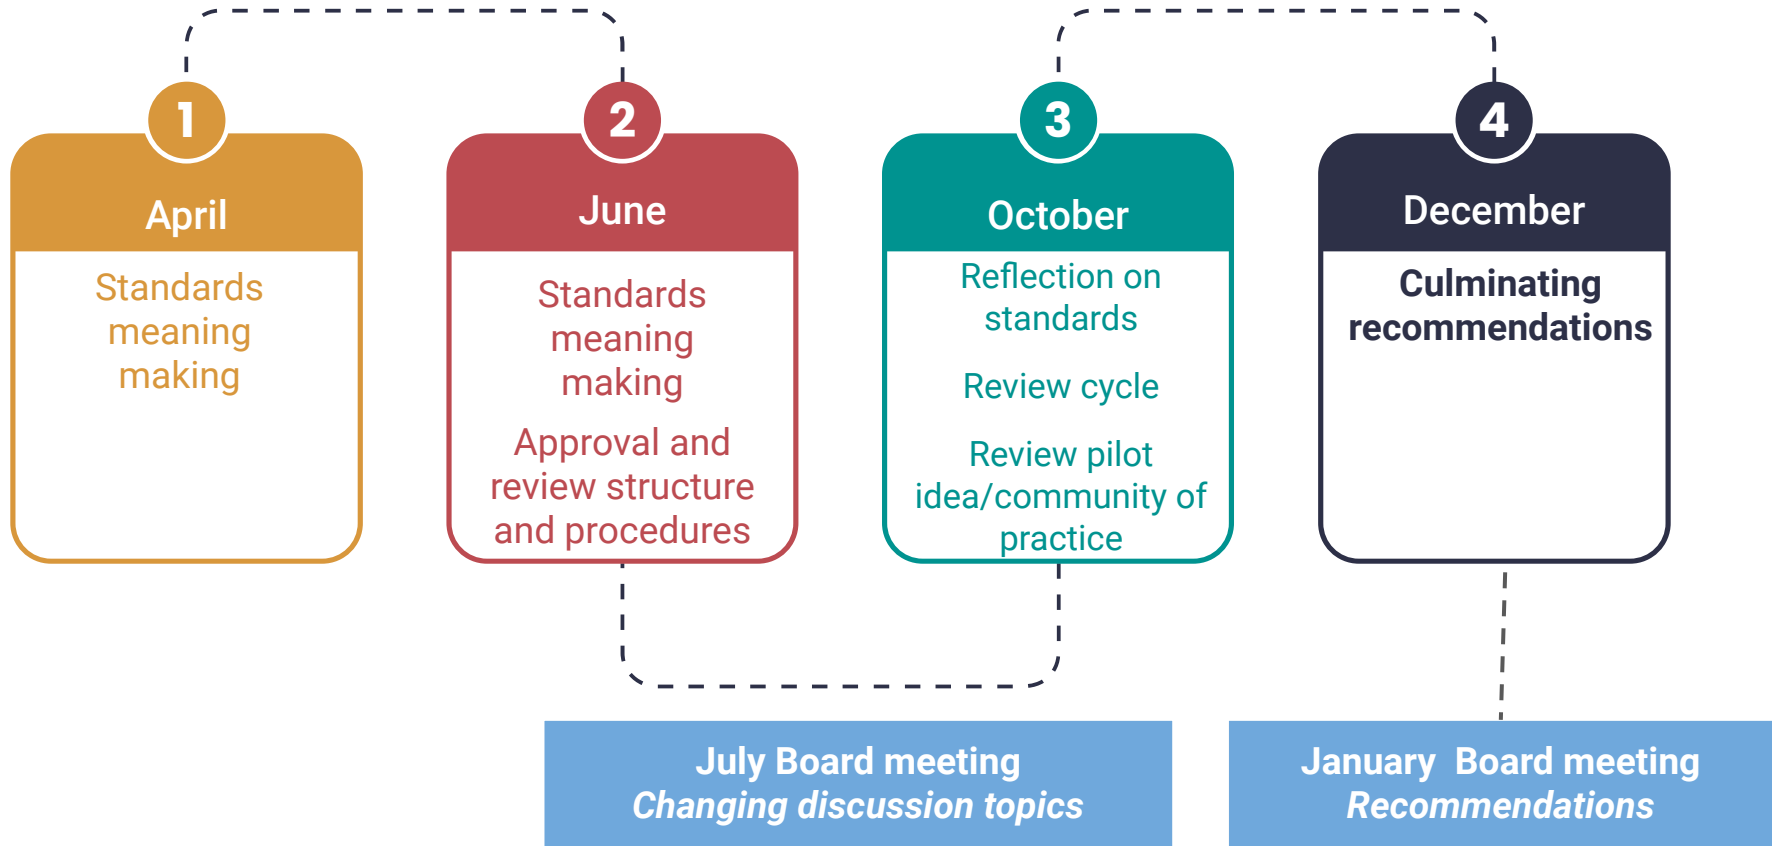 1
April
Standards
meaning
making
2
June
Standards
meaning
making
Approval and
review structure
and procedures
3
October
Reflection on
standards
Review cycle
Review pilot
idea/community of
practice
4
December
Culminating
recommendations
July Board meeting
Changing discussion topics
January  Board meeting
Recommendations